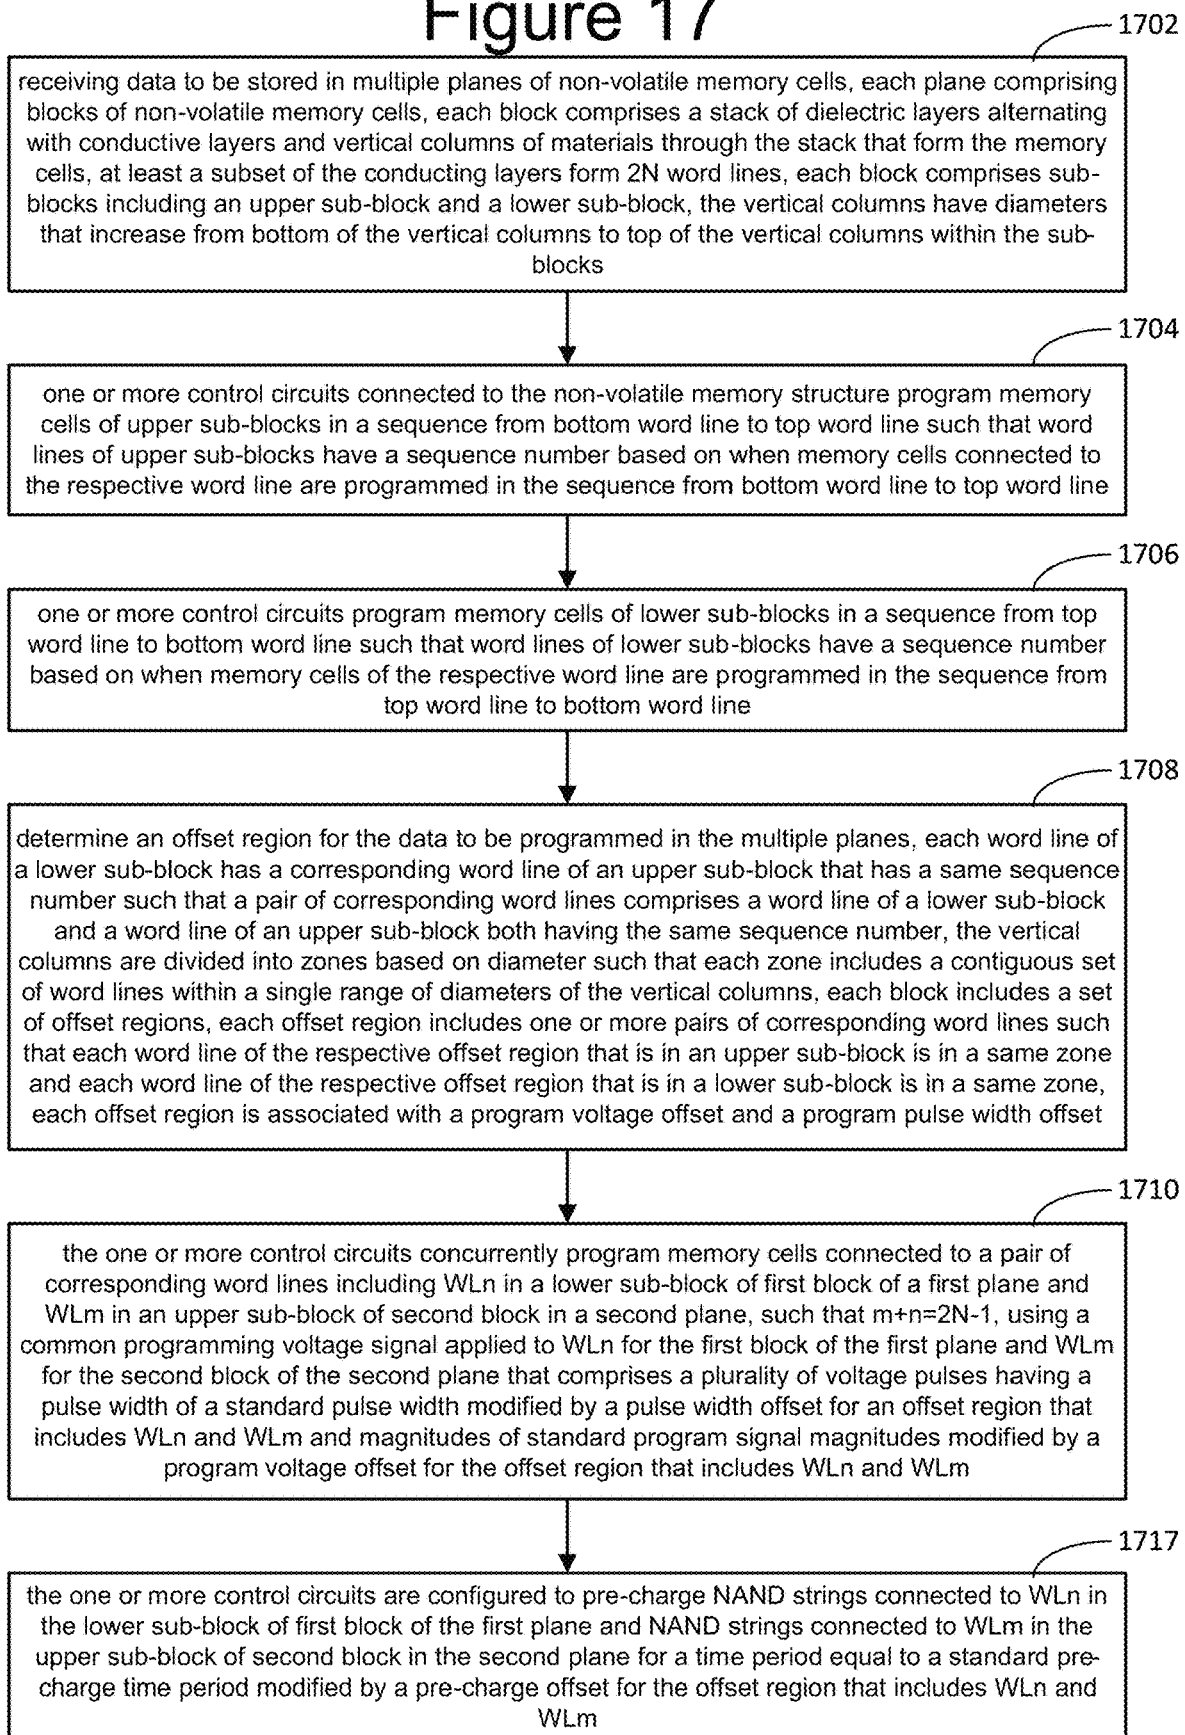 Figure 17
1702
receiving data to be stored in multiple planes of non-volatile memory cells, each plane comprising
blocks of non-volatile memory cells, each block comprises a stack of dielectric layers alternating
with conductive layers and vertical columns of materials through the stack that form the memory
cells, at least a subset of the conducting layers form 2N word lines, each block comprises sub-
blocks including an upper sub-block and a lower sub-block, the vertical columns have diameters
that increase from bottom of the vertical columns to top of the vertical columns within the sub-
blocks
1704
one or more control circuits connected to the non-volatile memory structure program memory
cells of upper sub-blocks in a sequence from bottom word line to top word line such that word
lines of upper sub-blocks have a sequence number based on when memory cells connected to
the respective word line are programmed in the sequence from bottom word line to top word line
1706
one or more control circuits program memory cells of lower sub-blocks in a sequence from top
word line to bottom word line such that word lines of lower sub-blocks have a sequence number
based on when memory cells of the respective word line are programmed in the sequence from
top word line to bottom word line
1708
determine an offset region for the data to be programmed in the multiple planes, each word line of
a lower sub-block has a corresponding word line of an upper sub-block that has a same sequence
number such that a pair of corresponding word lines comprises a word line of a lower sub-block
and a word line of an upper sub-block both having the same sequence number, the vertical
columns are divided into zones based on diameter such that each zone includes a contiguous set
of word lines within a single range of diameters of the vertical columns, each block includes a set
of offset regions, each offset region includes one or more pairs of corresponding word lines such
that each word line of the respective offset region that is in an upper sub-block is in a same zone
and each word line of the respective offset region that is in a lower sub-block is in a same zone,
each offset region is associated with a program voltage offset and a program pulse width offset
1710
the one or more control circuits concurrently program memory cells connected to a pair of
corresponding word lines including WLn in a lower sub-block of first block of a first plane and
WLm in an upper sub-block of second block in a second plane, such that m+n=2N-1, using a
common programming voltage signal applied to WLn for the first block of the first plane and WLm
for the second block of the second plane that comprises a plurality of voltage pulses having a
pulse width of a standard pulse width modified by a pulse width offset for an offset region that
includes WLn and WLm and magnitudes of standard program signal magnitudes modified by a
program voltage offset for the offset region that includes WLn and WLm
1717
the one or more control circuits are configured to pre-charge NAND strings connected to WLn in
the lower sub-block of first block of the first plane and NAND strings connected to WLm in the
upper sub-block of second block in the second plane for a time period equal to a standard pre-
charge time period modified by a pre-charge offset for the offset region that includes WLn and
WLm